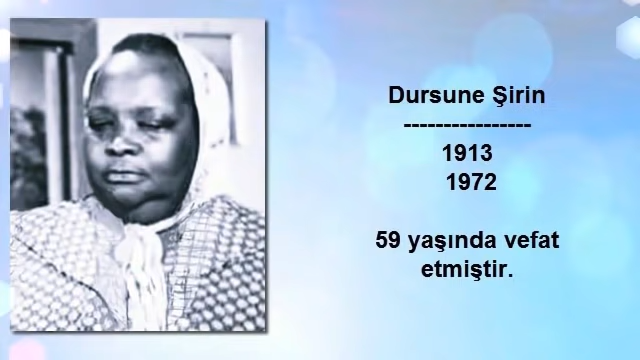 Dursune Şirin
----------------
1913
1972
59 yaşında vefat
etmiştir.